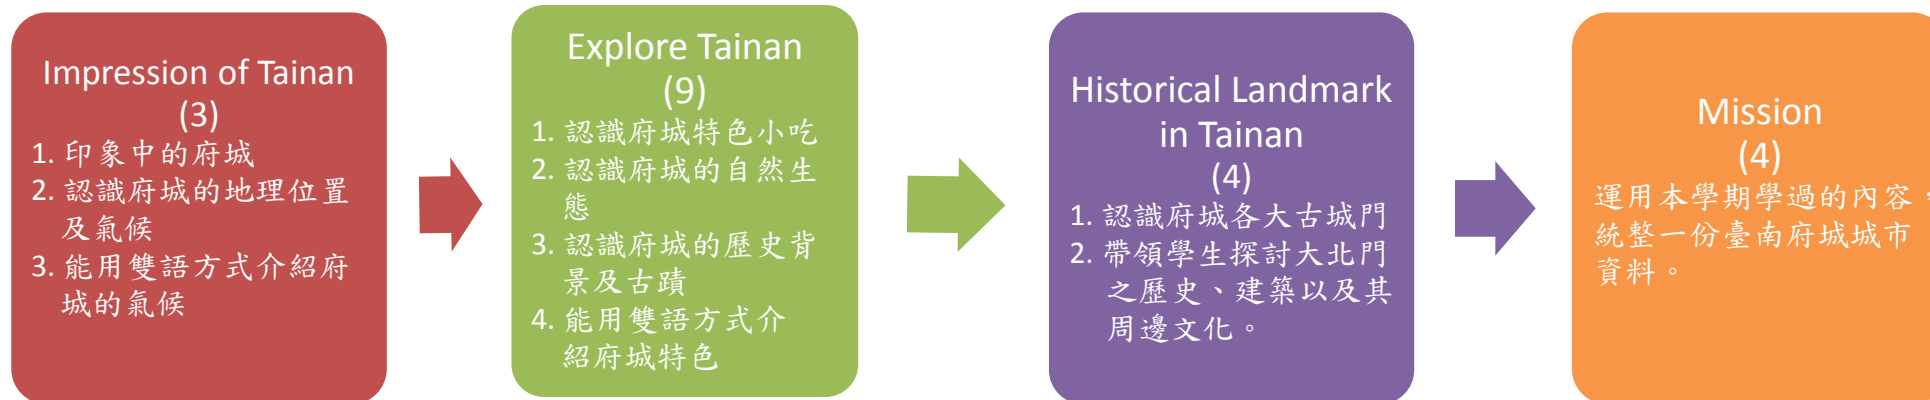 Impression of Tainan
(3)
1. 印象中的府城
2. 認識府城的地理位置
及氣候
3. 能用雙語方式介紹府
城的氣候
Explore Tainan
(9)
1. 認識府城特色小吃
2. 認識府城的自然生
態
3. 認識府城的歷史背
景及古蹟
4. 能用雙語方式介
紹府城特色
Historical Landmark
in Tainan
(4)
1. 認識府城各大古城門
2. 帶領學生探討大北門
之歷史、建築以及其
周邊文化。
Mission
(4)
運用本學期學過的內容，
統整一份臺南府城城市
資料。